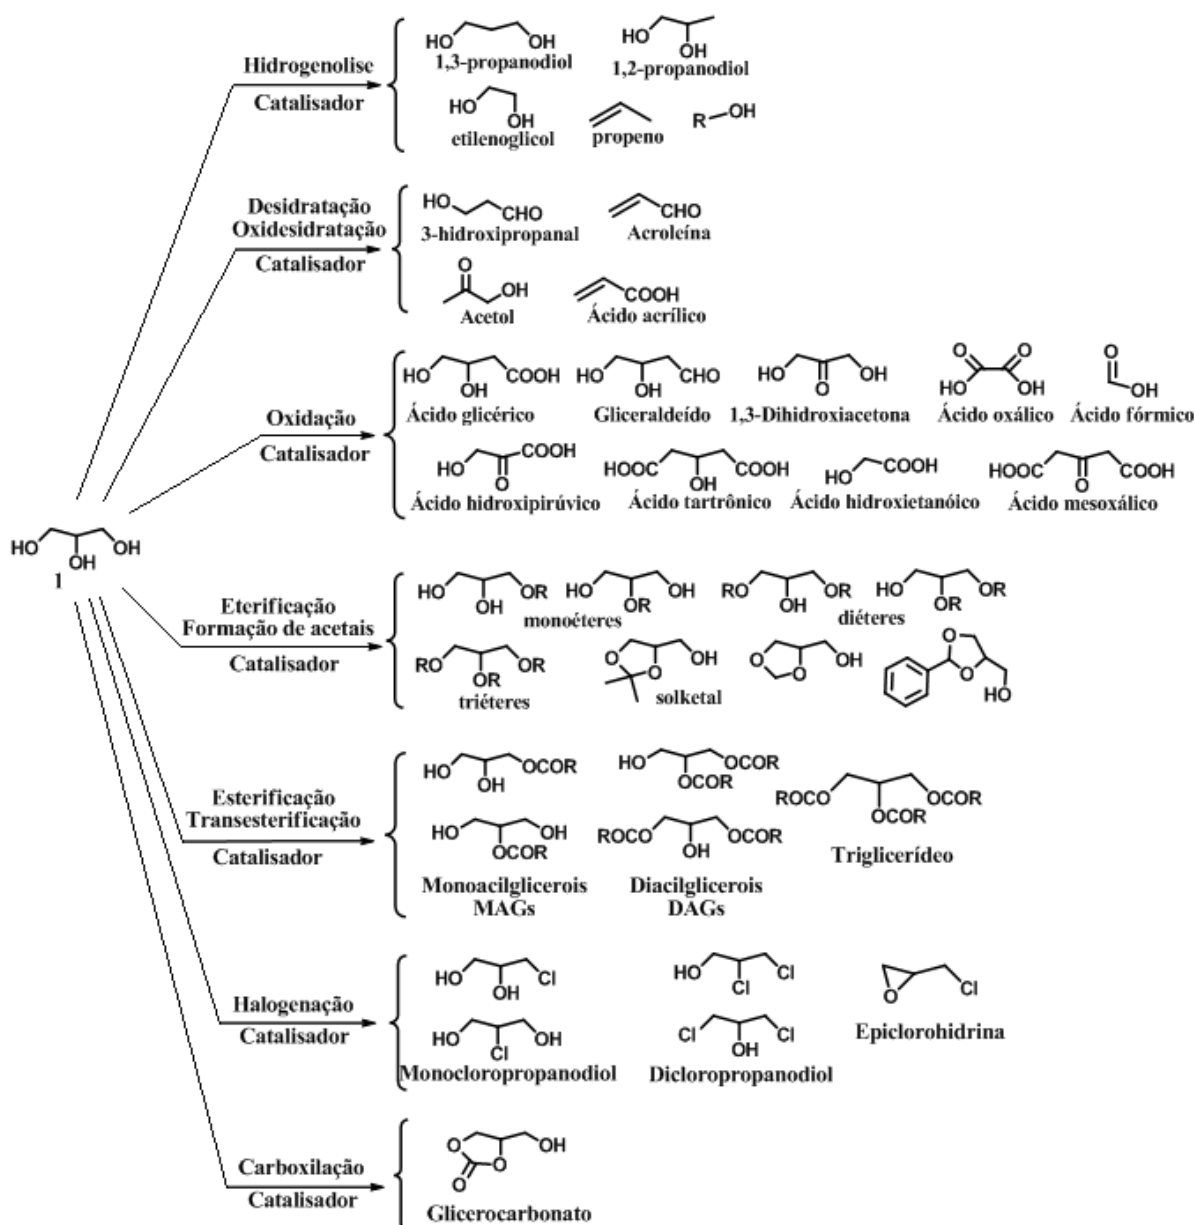 HO OH
1,3-propanodiol
HO OH
1,2-propanodiol
Hidrogenolise
Catalisador
HO OH
etilenoglicol
propeno
R OH
Desidratação
Oxidesidratação
Catalisador
HO CHO
3-hidroxipropanal
CHO
Acroleína
O OH
Acetol
COOH
Ácido acrílico
Oxidação
Catalisador
HO OH COOH
Ácido glicérico
HO OH CHO
Gliceraldeído
HO O OH
1,3-Dihidroxiacetona
O O HO OH
Ácido oxálico
O OH
Ácido fórmico
HO O COOH
Ácido hidroxipirúvico
HOOC OH COOH
Ácido tartrônico
HO COOH
Ácido hidroxietanóico
HOOC O COOH
Ácido mesoxálico
HO OH OH
1
Eterificação
Formação de acetais
Catalisador
HO OH OR
HO OR OH
monoéteres
RO OH OR
HO OR OR
diéteres
RO OR OR
triéteres
O O OH
solketal
O O OH
O O HO
Esterificação
Transesterificação
Catalisador
HO OH OCOR
HO OCOR OH
Monoacilglicerois
MAGs
HO OCOR OCOR
RCOO OH OCOR
Diacilglicerois
DAGs
ROCO OCOR OCOR
Triglicerídeo
Halogenação
Catalisador
HO OH Cl
HO Cl OH
Monocloropropanodiol
HO Cl Cl
Cl OH Cl
Dicloropropanodiol
O Cl
Epiclorohidrina
Carboxilação
Catalisador
O O O OH
Glicerocarbonato